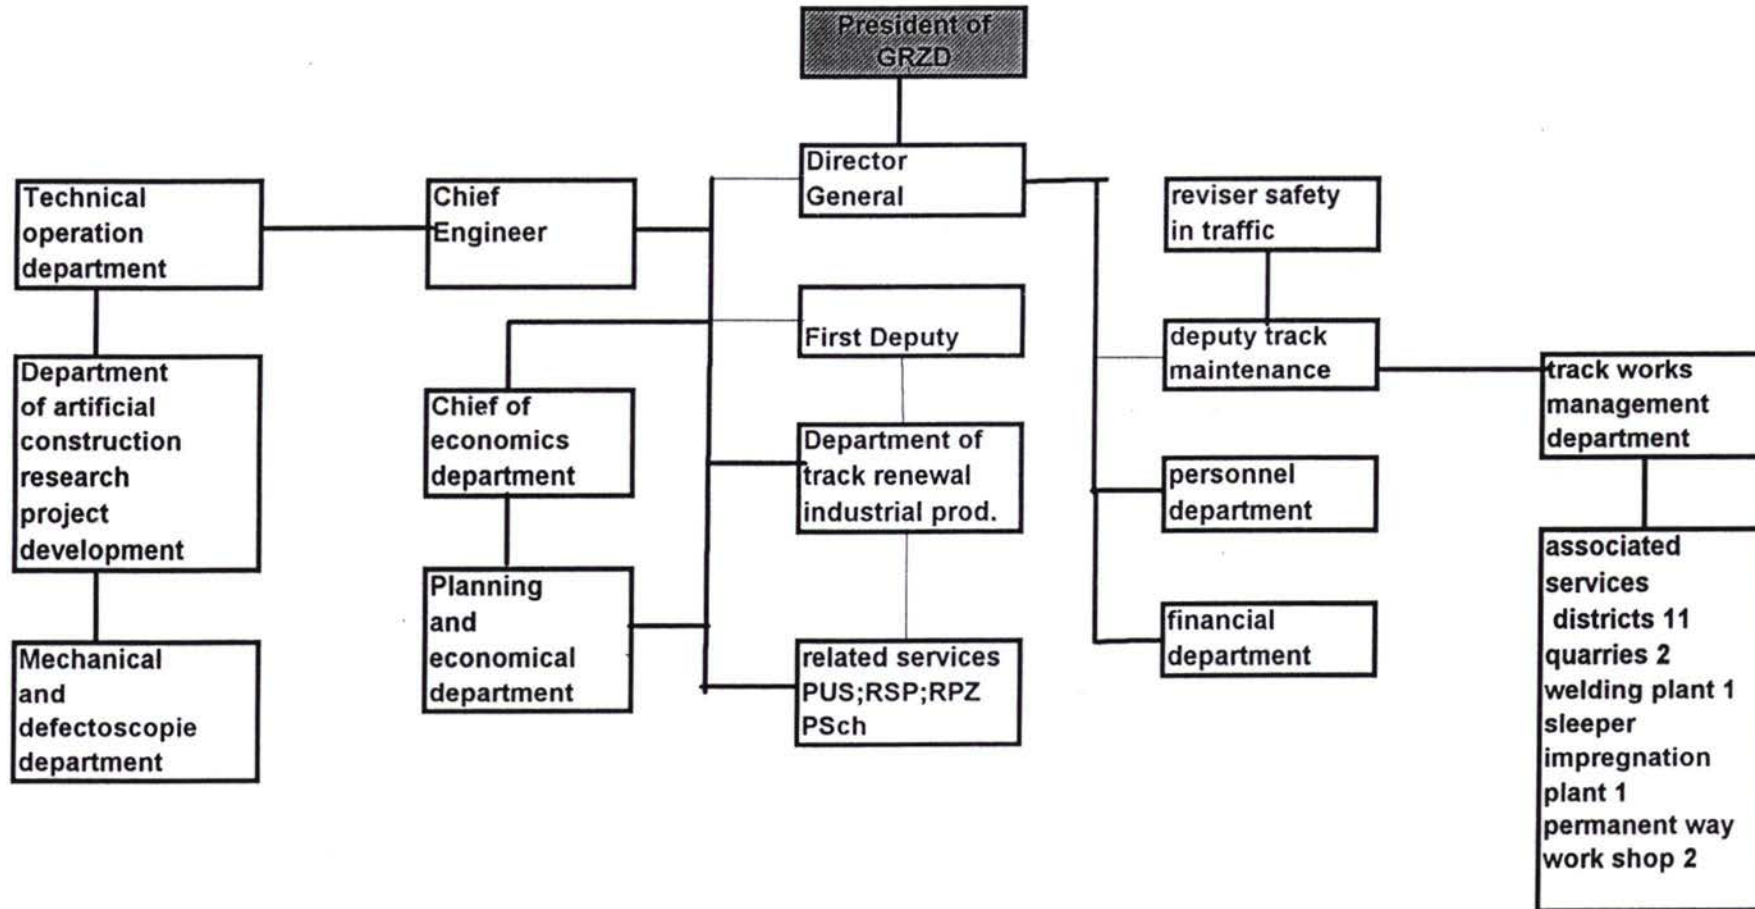 President of
GRZD
Director
General
Technical
operation
department
Chief
Engineer
reviser safety
in traffic
First Deputy
deputy track
maintenance
Department
of artificial
construction
research
project
development
Chief of
economics
department
Department of
track renewal
industrial prod.
track works
management
department
personnel
department
Planning
and
economical
department
Mechanical
and
defectoscopie
department
related services
PUS;RSP;RPZ
PSch
financial
department
associated
services
districts 11
quarries 2
welding plant 1
sleeper
impregnation
plant 1
permanent way
work shop 2